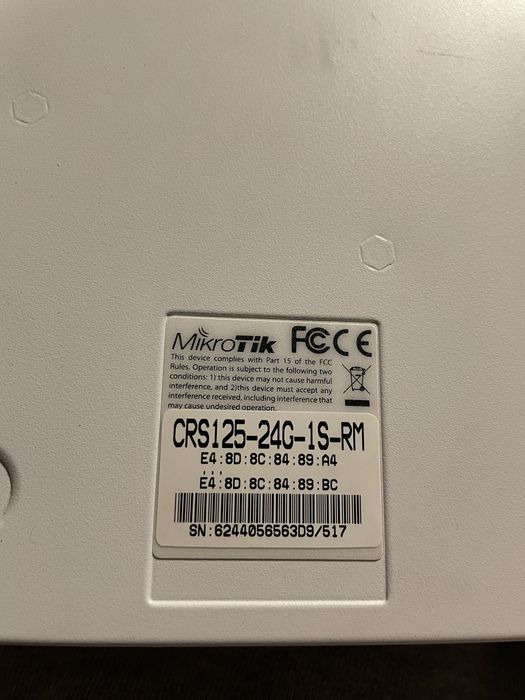 MikroTik FC CE
This device complies with Part 15 of the FCC
Rules. Operation is subject to the following two
conditions: 1) this device may not cause harmful
interference, and 2)this device must accept any
interference received, including interference that
may cause undesired operation.
CRS125-24G-1S-RM
E4:8D:8C:84:89:A4
...
E4:8D:8C:84:89:BC
SN:6244056563D9/517